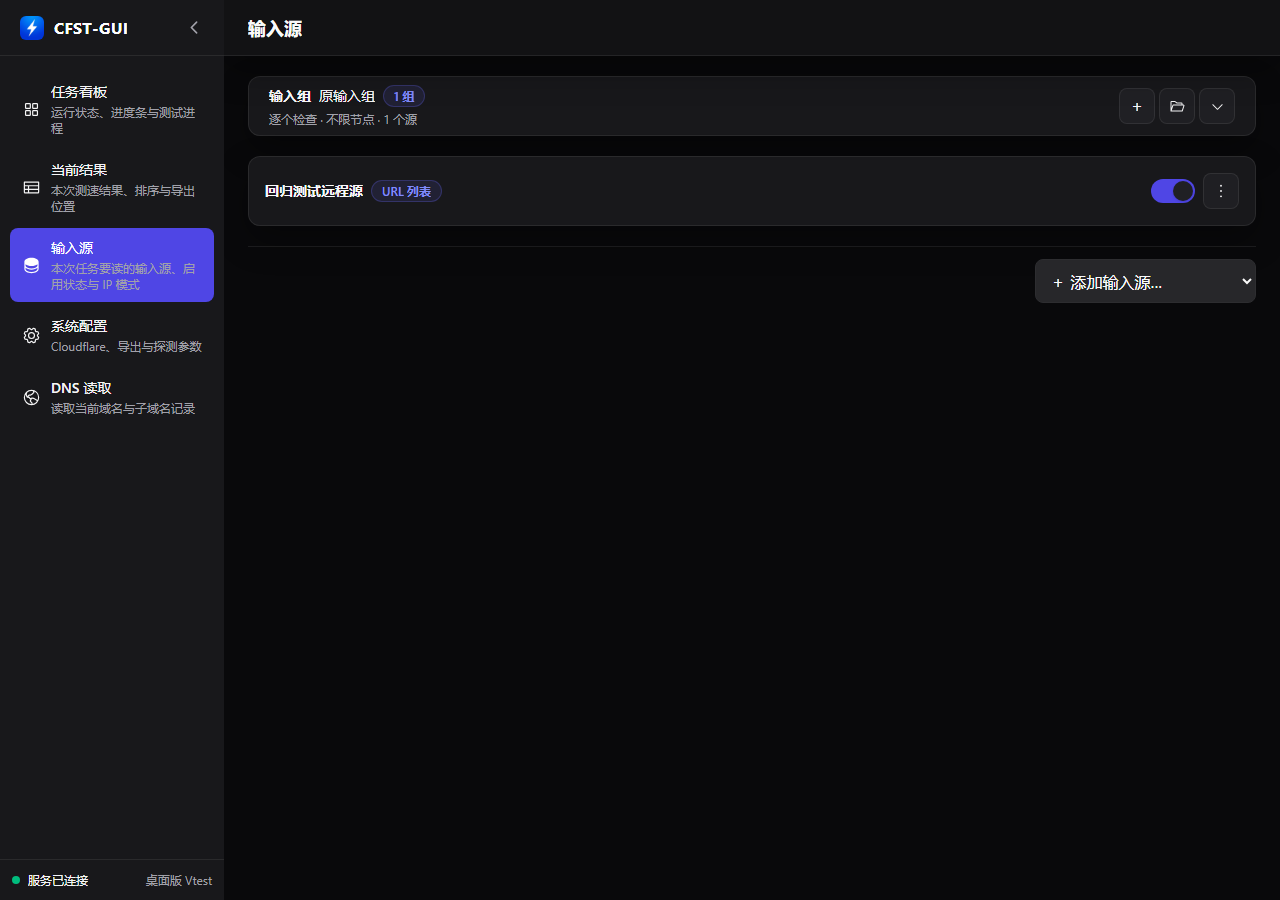 CFST-GUI
输入源
任务看板
运行状态、进度条与测试进
程
当前结果
本次测速结果、排序与导出
位置
输入源
本次任务要读的输入源、启
用状态与 IP 模式
系统配置
Cloudflare、导出与探测参数
DNS 读取
读取当前域名与子域名记录
服务已连接 桌面版 Vtest
输入组 原输入组 1 组
逐个检查 · 不限节点 · 1 个源
回归测试远程源 URL 列表
+ 添加输入源...